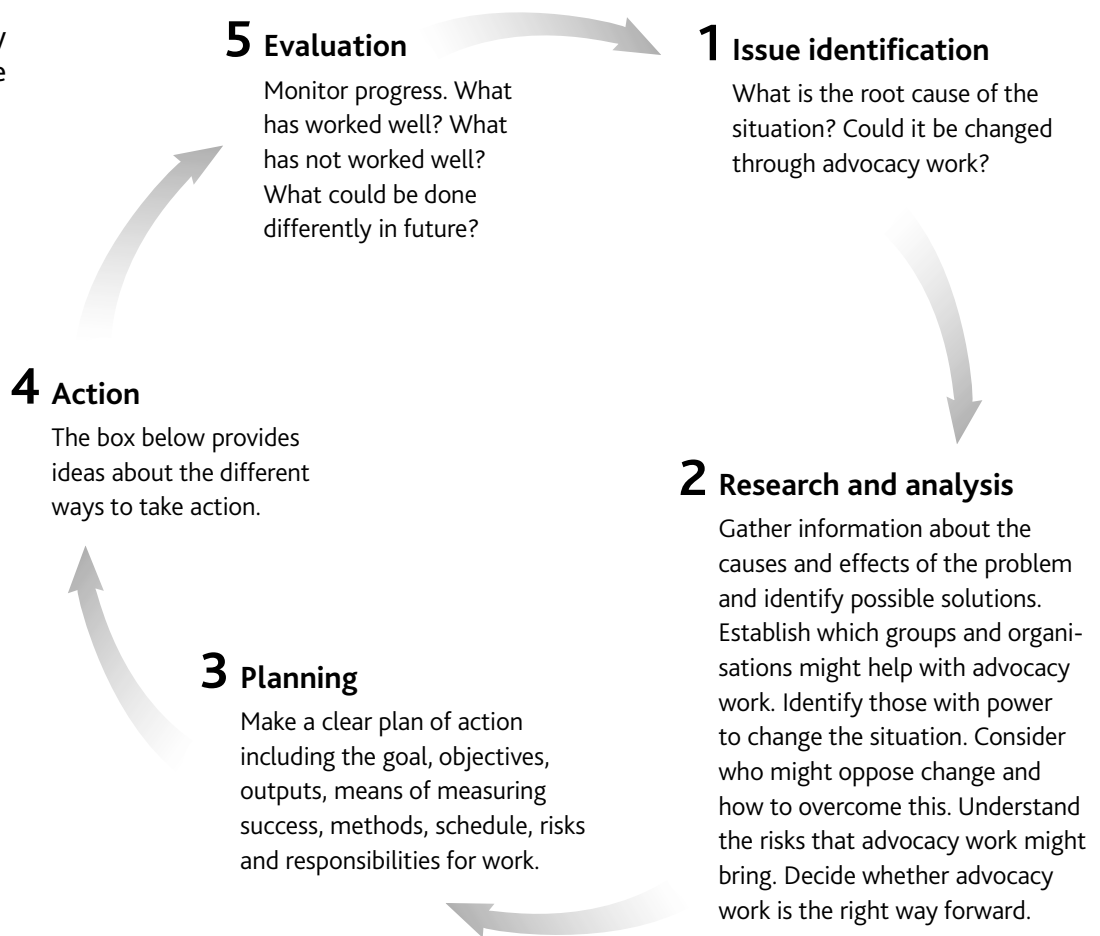 5 Evaluation
Monitor progress. What
has worked well? What
has not worked well?
What could be done
differently in future?
1 Issue identification
What is the root cause of the
situation? Could it be changed
through advocacy work?
4 Action
The box below provides
ideas about the different
ways to take action.
2 Research and analysis
Gather information about the
causes and effects of the problem
and identify possible solutions.
Establish which groups and organi-
sations might help with advocacy
work. Identify those with power
to change the situation. Consider
who might oppose change and
how to overcome this. Understand
the risks that advocacy work might
bring. Decide whether advocacy
work is the right way forward.
3 Planning
Make a clear plan of action
including the goal, objectives,
outputs, means of measuring
success, methods, schedule, risks
and responsibilities for work.